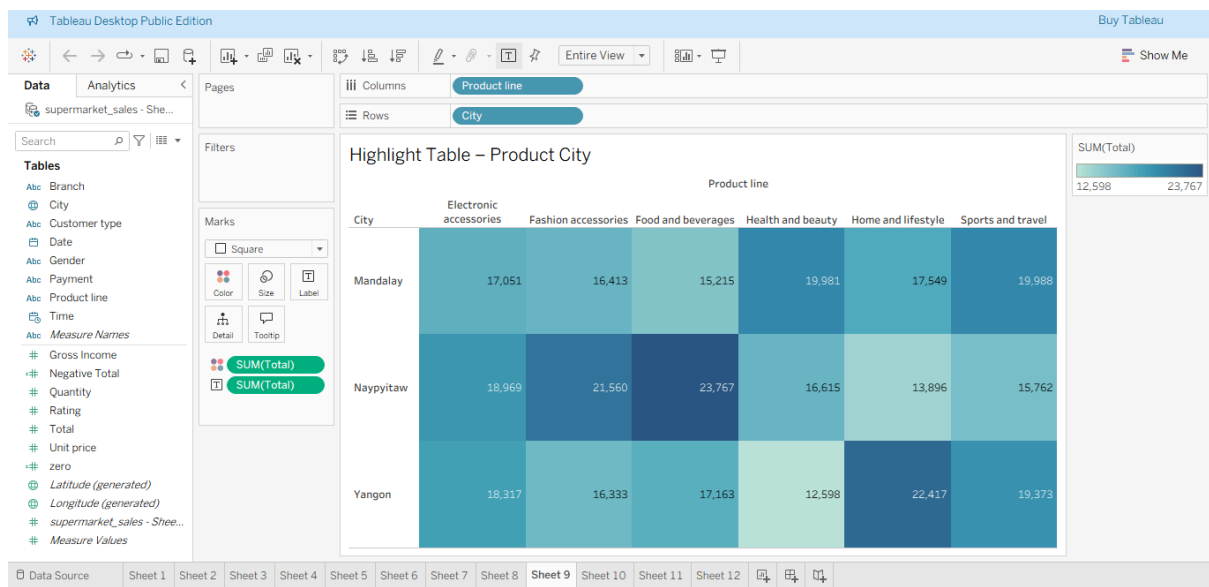 Tableau Desktop Public Edition
Buy Tableau
Entire View
Show Me
Data
Analytics
supermarket_sales - She...
Search
Tables
Abc Branch
City
Abc Customer type
Date
Abc Gender
Abc Payment
Abc Product line
Time
Abc Measure Names
# Gross Income
=# Negative Total
# Quantity
# Rating
# Total
# Unit price
=# zero
Latitude (generated)
Longitude (generated)
# supermarket_sales - Shee...
# Measure Values
Pages
Filters
Marks
Square
Color
Size
T
Label
Detail
Tooltip
SUM(Total)
T SUM(Total)
Columns
Product line
Rows
City
Highlight Table – Product City
Product line
City
Electronic
accessories
Fashion accessories
Food and beverages
Health and beauty
Home and lifestyle
Sports and travel
Mandalay 17,051 16,413 15,215 19,981 17,549 19,988
Naypyitaw 18,969 21,560 23,767 16,615 13,896 15,762
Yangon 18,317 16,333 17,163 12,598 22,417 19,373
SUM(Total)
12,598 23,767
Data Source Sheet 1 Sheet 2 Sheet 3 Sheet 4 Sheet 5 Sheet 6 Sheet 7 Sheet 8 Sheet 9 Sheet 10 Sheet 11 Sheet 12